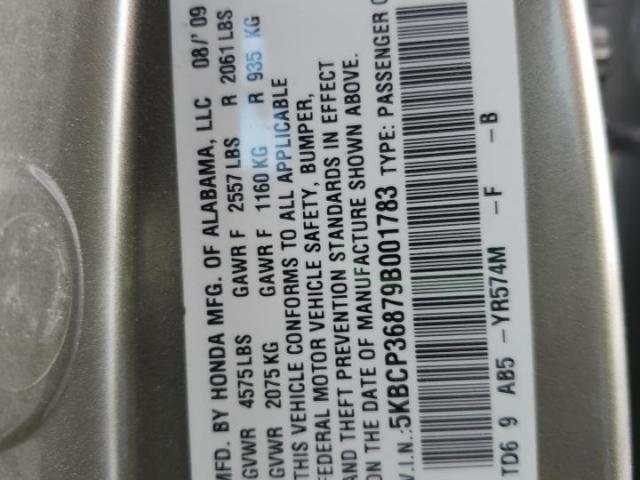 MFD. BY HONDA MFG. OF ALABAMA, LLC 08/'09
GVWR 4575 LBS GAWR F 2557 LBS R 2061 LBS
GVWR 2075 KG GAWR F 1160 KG R 935 KG
THIS VEHICLE CONFORMS TO ALL APPLICABLE
FEDERAL MOTOR VEHICLE SAFETY, BUMPER,
AND THEFT PREVENTION STANDARDS IN EFFECT
ON THE DATE OF MANUFACTURE SHOWN ABOVE.
V.I.N.:5KBCP36879B001783 TYPE: PASSENGER C
TD6 9 AB5 -YR574M -F -B